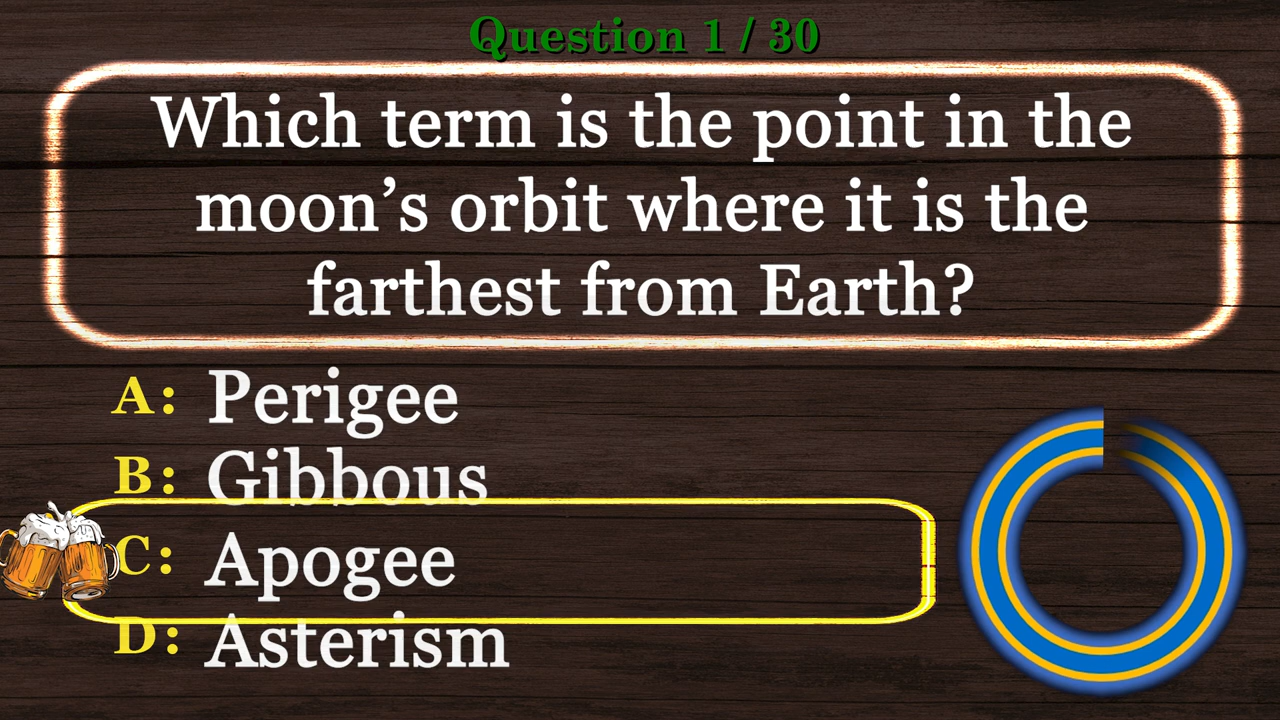 Question 1 / 30
Which term is the point in the
moon’s orbit where it is the
farthest from Earth?
A: Perigee
B: Gibbous
C: Apogee
D: Asterism